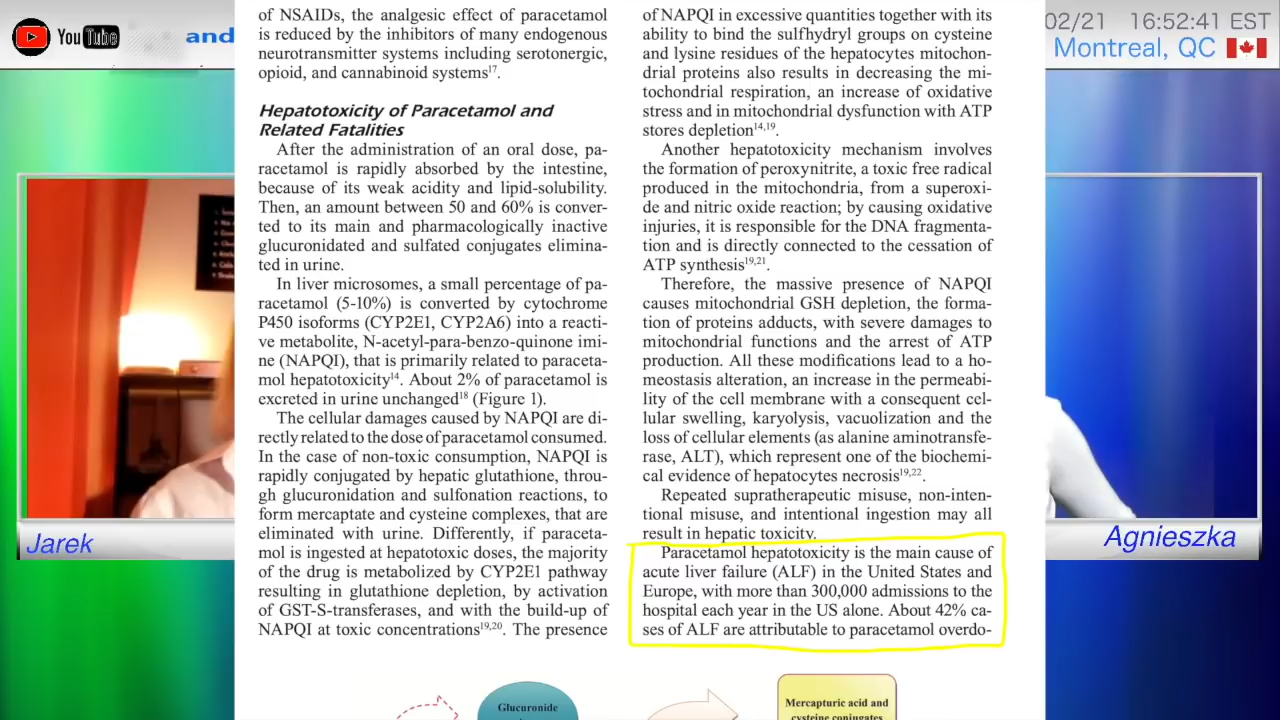 YouTube
and
02/21 16:52:41 EST
Montreal, QC
of NSAIDs, the analgesic effect of paracetamol
is reduced by the inhibitors of many endogenous
neurotransmitter systems including serotonergic,
opioid, and cannabinoid systems17.
Hepatotoxicity of Paracetamol and
Related Fatalities
After the administration of an oral dose, pa-
racetamol is rapidly absorbed by the intestine,
because of its weak acidity and lipid-solubility.
Then, an amount between 50 and 60% is conver-
ted to its main and pharmacologically inactive
glucuronidated and sulfated conjugates elimina-
ted in urine.
In liver microsomes, a small percentage of pa-
racetamol (5-10%) is converted by cytochrome
P450 isoforms (CYP2E1, CYP2A6) into a reacti-
ve metabolite, N-acetyl-para-benzo-quinone imi-
ne (NAPQI), that is primarily related to paraceta-
mol hepatotoxicity14. About 2% of paracetamol is
excreted in urine unchanged18 (Figure 1).
The cellular damages caused by NAPQI are di-
rectly related to the dose of paracetamol consumed.
In the case of non-toxic consumption, NAPQI is
rapidly conjugated by hepatic glutathione, throu-
gh glucuronidation and sulfonation reactions, to
form mercaptate and cysteine complexes, that are
eliminated with urine. Differently, if paraceta-
mol is ingested at hepatotoxic doses, the majority
of the drug is metabolized by CYP2E1 pathway
resulting in glutathione depletion, by activation
of GST-S-transferases, and with the build-up of
NAPQI at toxic concentrations19,20. The presence
of NAPQI in excessive quantities together with its
ability to bind the sulfhydryl groups on cysteine
and lysine residues of the hepatocytes mitochon-
drial proteins also results in decreasing the mi-
tochondrial respiration, an increase of oxidative
stress and in mitochondrial dysfunction with ATP
stores depletion14,19.
Another hepatotoxicity mechanism involves
the formation of peroxynitrite, a toxic free radical
produced in the mitochondria, from a superoxi-
de and nitric oxide reaction; by causing oxidative
injuries, it is responsible for the DNA fragmenta-
tion and is directly connected to the cessation of
ATP synthesis19,21.
Therefore, the massive presence of NAPQI
causes mitochondrial GSH depletion, the forma-
tion of proteins adducts, with severe damages to
mitochondrial functions and the arrest of ATP
production. All these modifications lead to a ho-
meostasis alteration, an increase in the permeabi-
lity of the cell membrane with a consequent cel-
lular swelling, karyolysis, vacuolization and the
loss of cellular elements (as alanine aminotransfe-
rase, ALT), which represent one of the biochemi-
cal evidence of hepatocytes necrosis19,22.
Repeated supratherapeutic misuse, non-inten-
tional misuse, and intentional ingestion may all
result in hepatic toxicity.
Paracetamol hepatotoxicity is the main cause of
acute liver failure (ALF) in the United States and
Europe, with more than 300,000 admissions to the
hospital each year in the US alone. About 42% ca-
ses of ALF are attributable to paracetamol overdo-
Glucuronide
Mercapturic acid and
cysteine conjugates
Jarek
Agnieszka